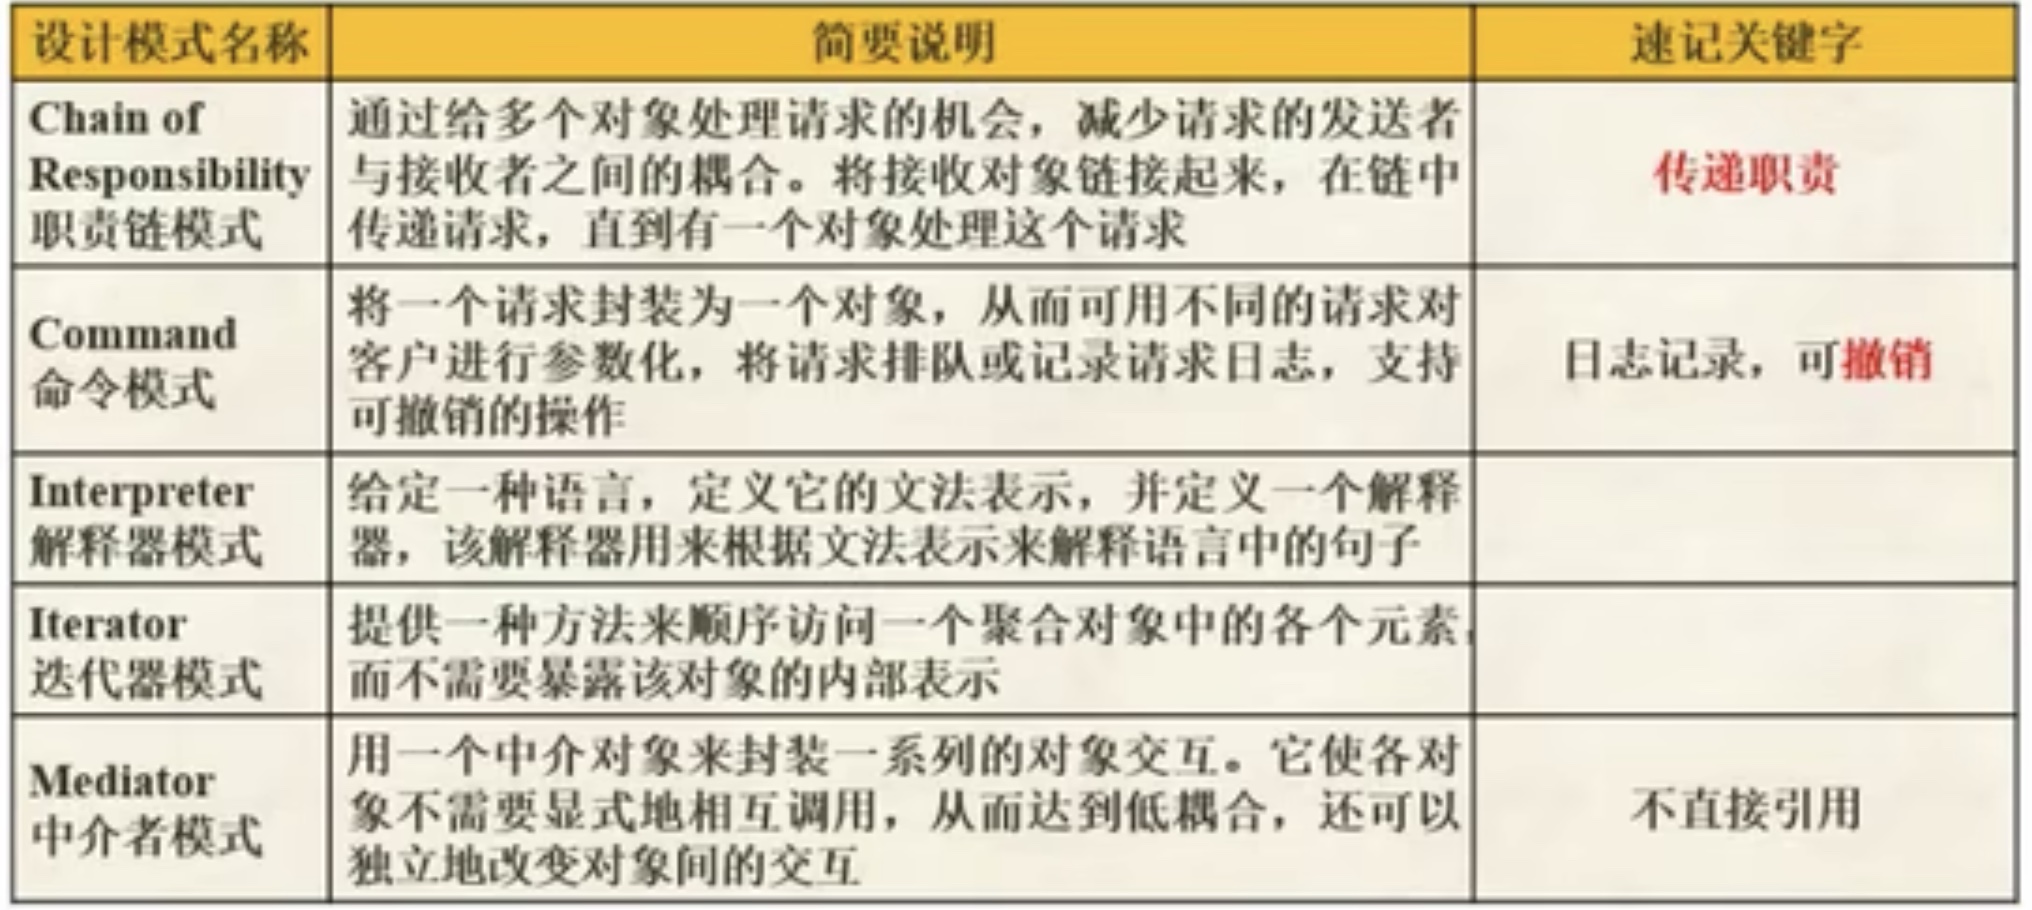 设计模式名称 简要说明 速记关键字
Chain of
Responsibility
职责链模式
通过给多个对象处理请求的机会，减少请求的发送者
与接收者之间的耦合。将接收对象链接起来，在链中
传递请求，直到有一个对象处理这个请求
传递职责
Command
命令模式
将一个请求封装为一个对象，从而可用不同的请求对
客户进行参数化，将请求排队或记录请求日志，支持
可撤销的操作
日志记录，可撤销
Interpreter
解释器模式
给定一种语言，定义它的文法表示，并定义一个解释
器，该解释器用来根据文法表示来解释语言中的句子
Iterator
迭代器模式
提供一种方法来顺序访问一个聚合对象中的各个元素，
而不需要暴露该对象的内部表示
Mediator
中介者模式
用一个中介对象来封装一系列的对象交互。它使各对
象不需要显式地相互调用，从而达到低耦合，还可以
独立地改变对象间的交互
不直接引用